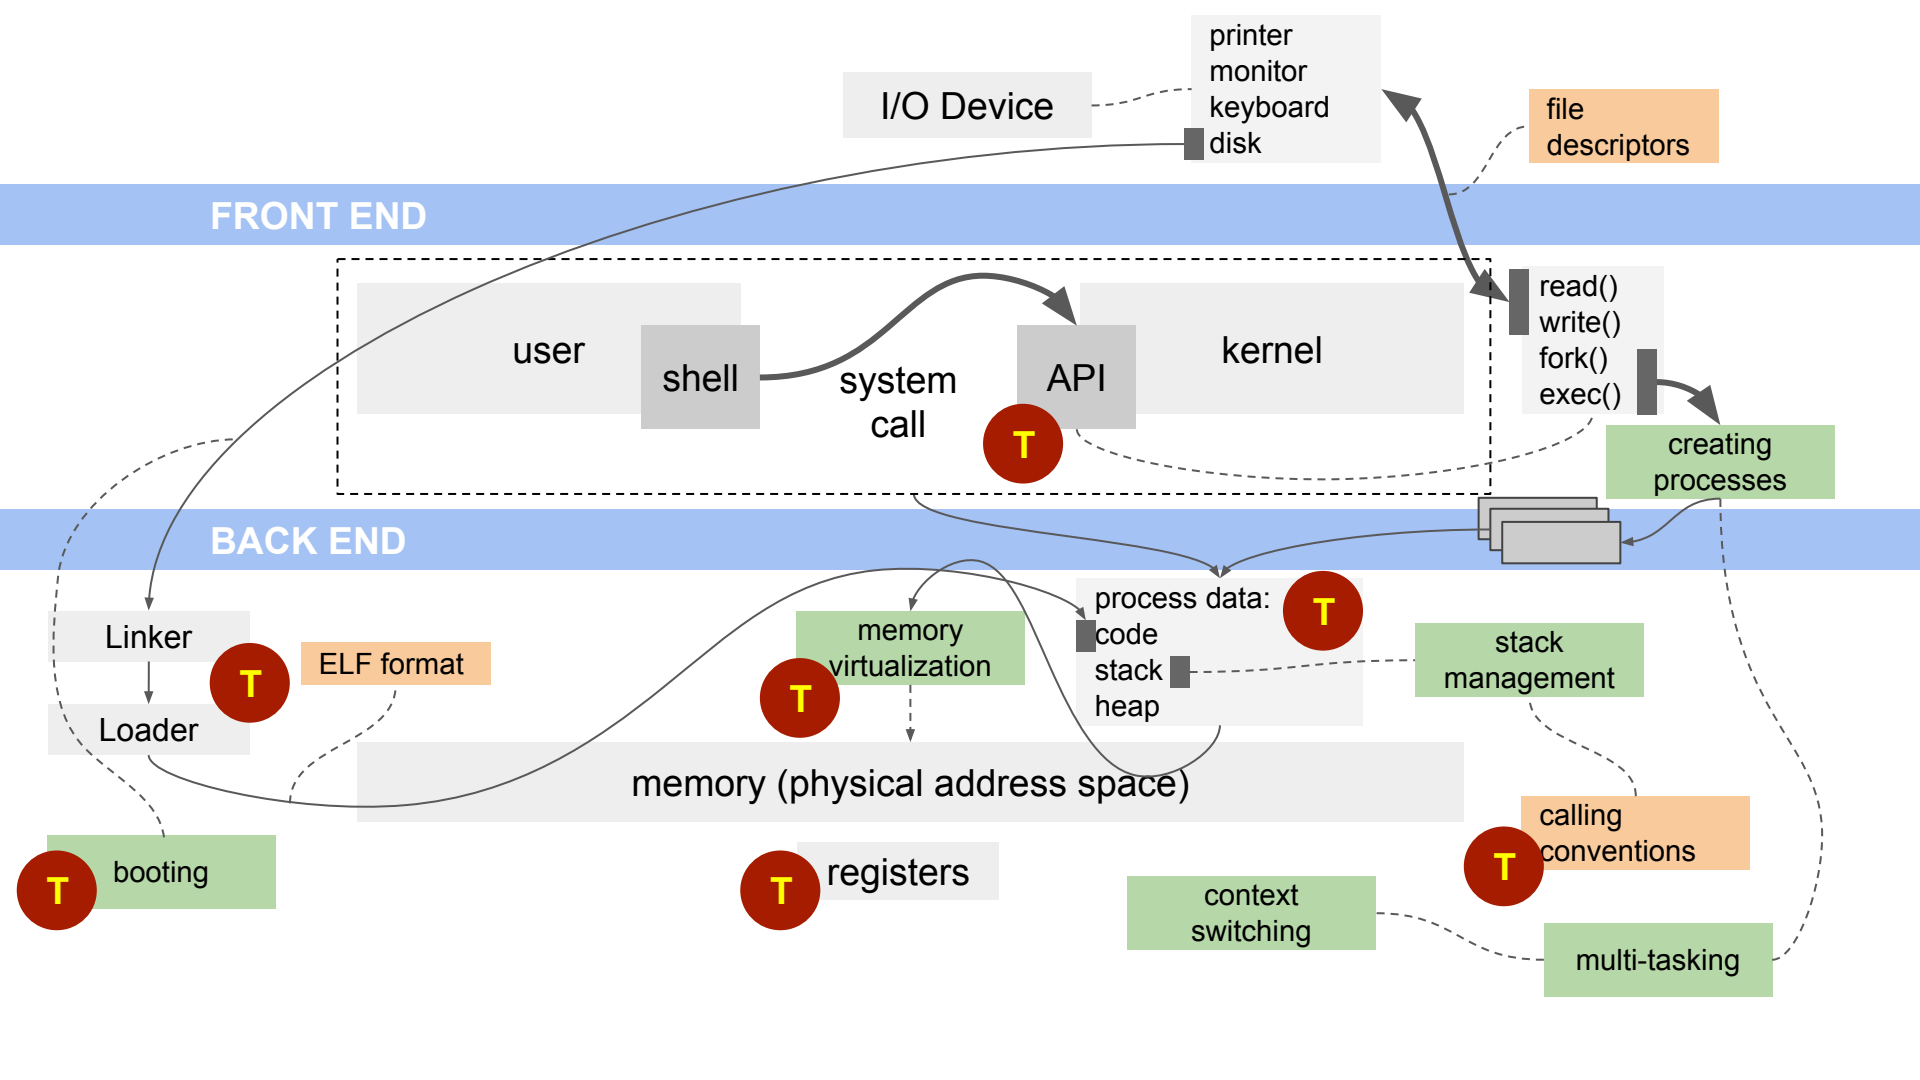 printer
monitor
keyboard
disk
I/O Device
file
descriptors
FRONT END
user
shell
system
call
API
kernel
T
read()
write()
fork()
exec()
creating
processes
BACK END
Linker
Loader
T
ELF format
memory
virtualization
T
process data:
code
stack
heap
T
stack
management
memory (physical address space)
calling
conventions
T
booting
T
registers
T
context
switching
multi-tasking